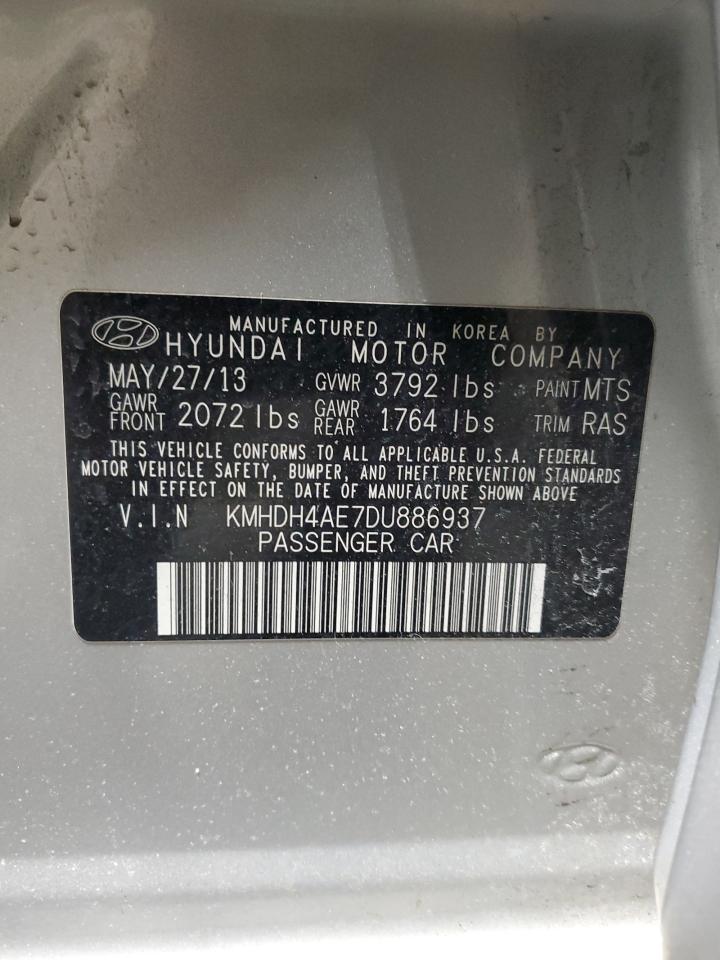 MANUFACTURED IN KOREA BY
HYUNDAI MOTOR COMPANY
MAY/27/13 GVWR 3792 lbs PAINT MTS
GAWR FRONT 2072 lbs GAWR REAR 1764 lbs TRIM RAS
THIS VEHICLE CONFORMS TO ALL APPLICABLE U.S.A. FEDERAL
MOTOR VEHICLE SAFETY, BUMPER, AND THEFT PREVENTION STANDARDS
IN EFFECT ON THE DATE OF MANUFACTURE SHOWN ABOVE
V.I.N KMHDH4AE7DU886937
PASSENGER CAR